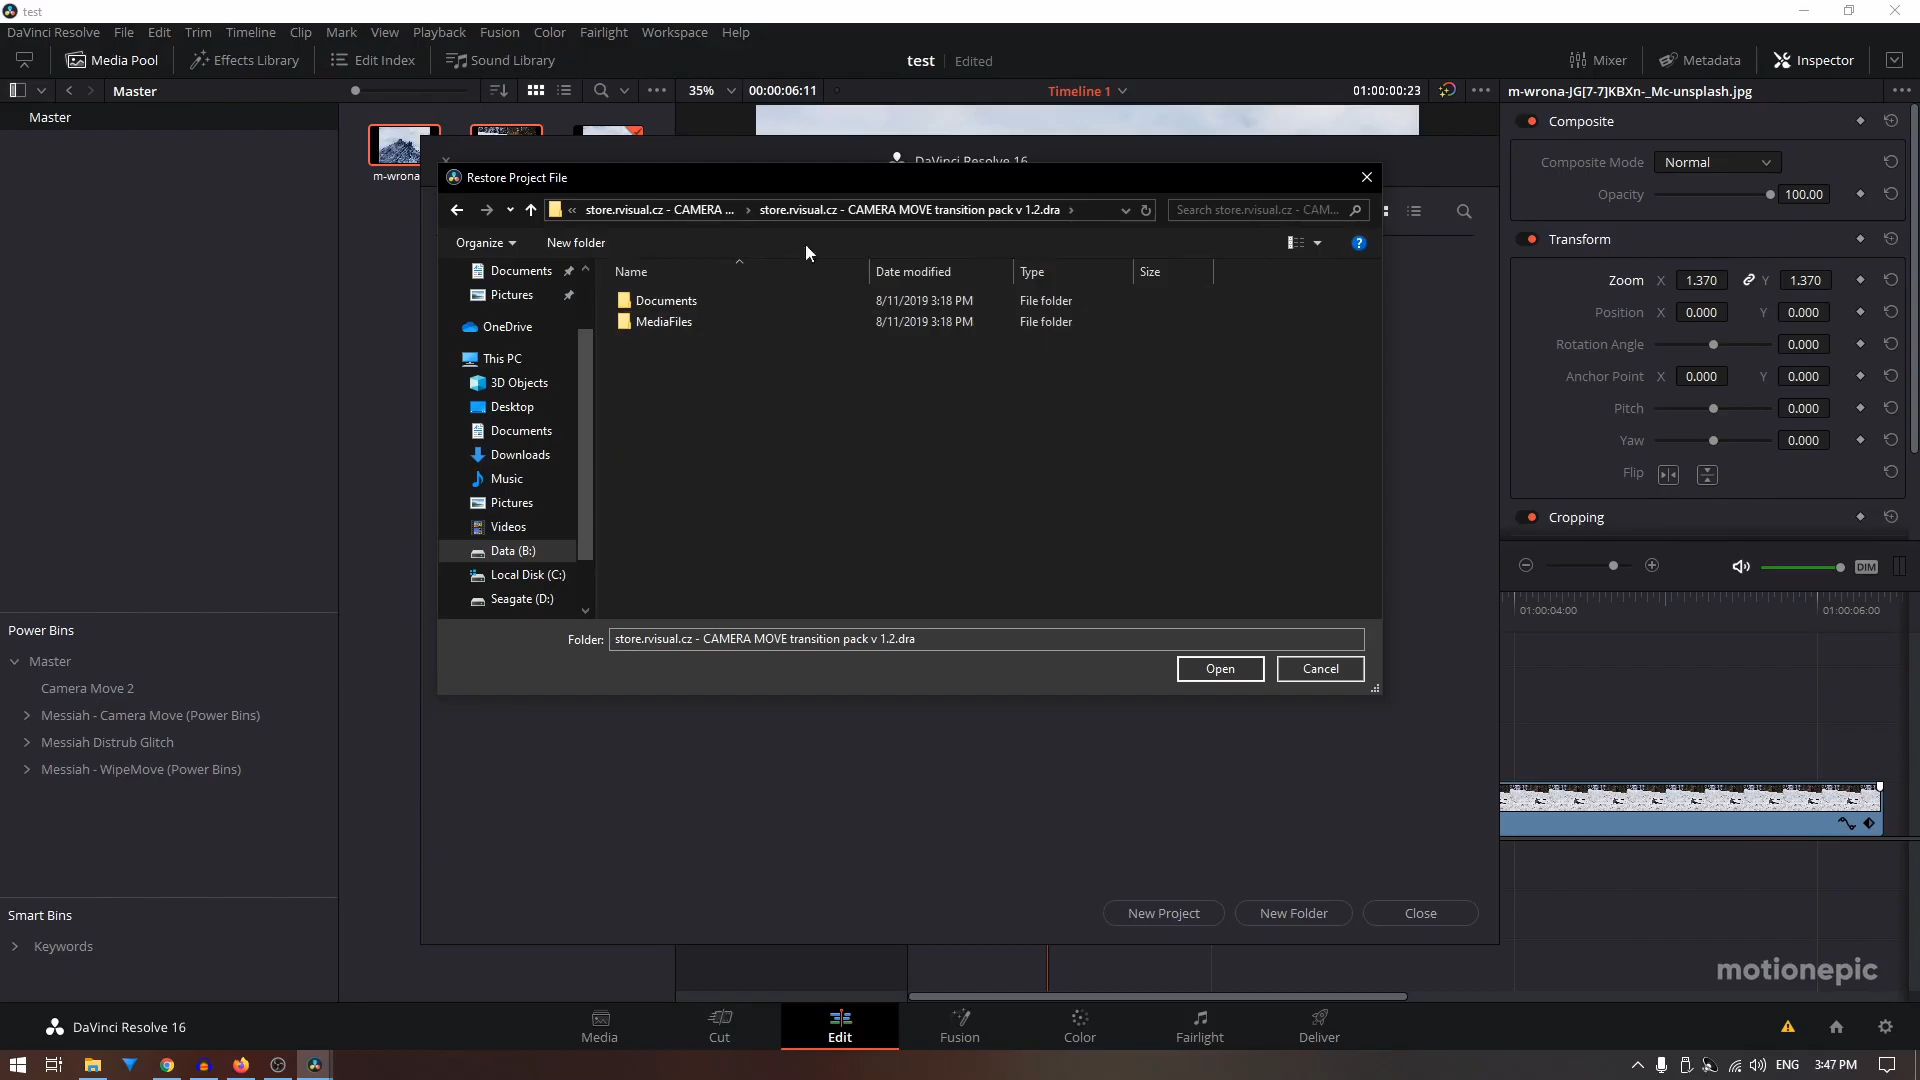 test
DaVinci Resolve File Edit Trim Timeline Clip Mark View Playback Fusion Color Fairlight Workspace Help
Media Pool Effects Library Edit Index Sound Library test Edited Mixer Metadata Inspector
Master 35% 00:00:06:11 Timeline 1 01:00:00:23 m-wrona-JG[7-7]KBXn-_Mc-unsplash.jpg
Master
m-wrona
DaVinci Resolve 16
Restore Project File
« store.rvisual.cz - CAMERA ... › store.rvisual.cz - CAMERA MOVE transition pack v 1.2.dra › Search store.rvisual.cz - CAM...
Organize New folder
Name Date modified Type Size
Documents 8/11/2019 3:18 PM File folder
MediaFiles 8/11/2019 3:18 PM File folder
Documents
Pictures
OneDrive
This PC
3D Objects
Desktop
Documents
Downloads
Music
Pictures
Videos
Data (B:)
Local Disk (C:)
Seagate (D:)
Folder: store.rvisual.cz - CAMERA MOVE transition pack v 1.2.dra
Open Cancel
New Project New Folder Close
Composite
Composite Mode Normal
Opacity 100.00
Transform
Zoom X 1.370 Y 1.370
Position X 0.000 Y 0.000
Rotation Angle 0.000
Anchor Point X 0.000 Y 0.000
Pitch 0.000
Yaw 0.000
Flip
Cropping
DIM
01:00:04:00 01:00:06:00
Power Bins
Master
Camera Move 2
Messiah - Camera Move (Power Bins)
Messiah Distrub Glitch
Messiah - WipeMove (Power Bins)
Smart Bins
Keywords
motionepic
DaVinci Resolve 16
Media Cut Edit Fusion Color Fairlight Deliver
ENG 3:47 PM